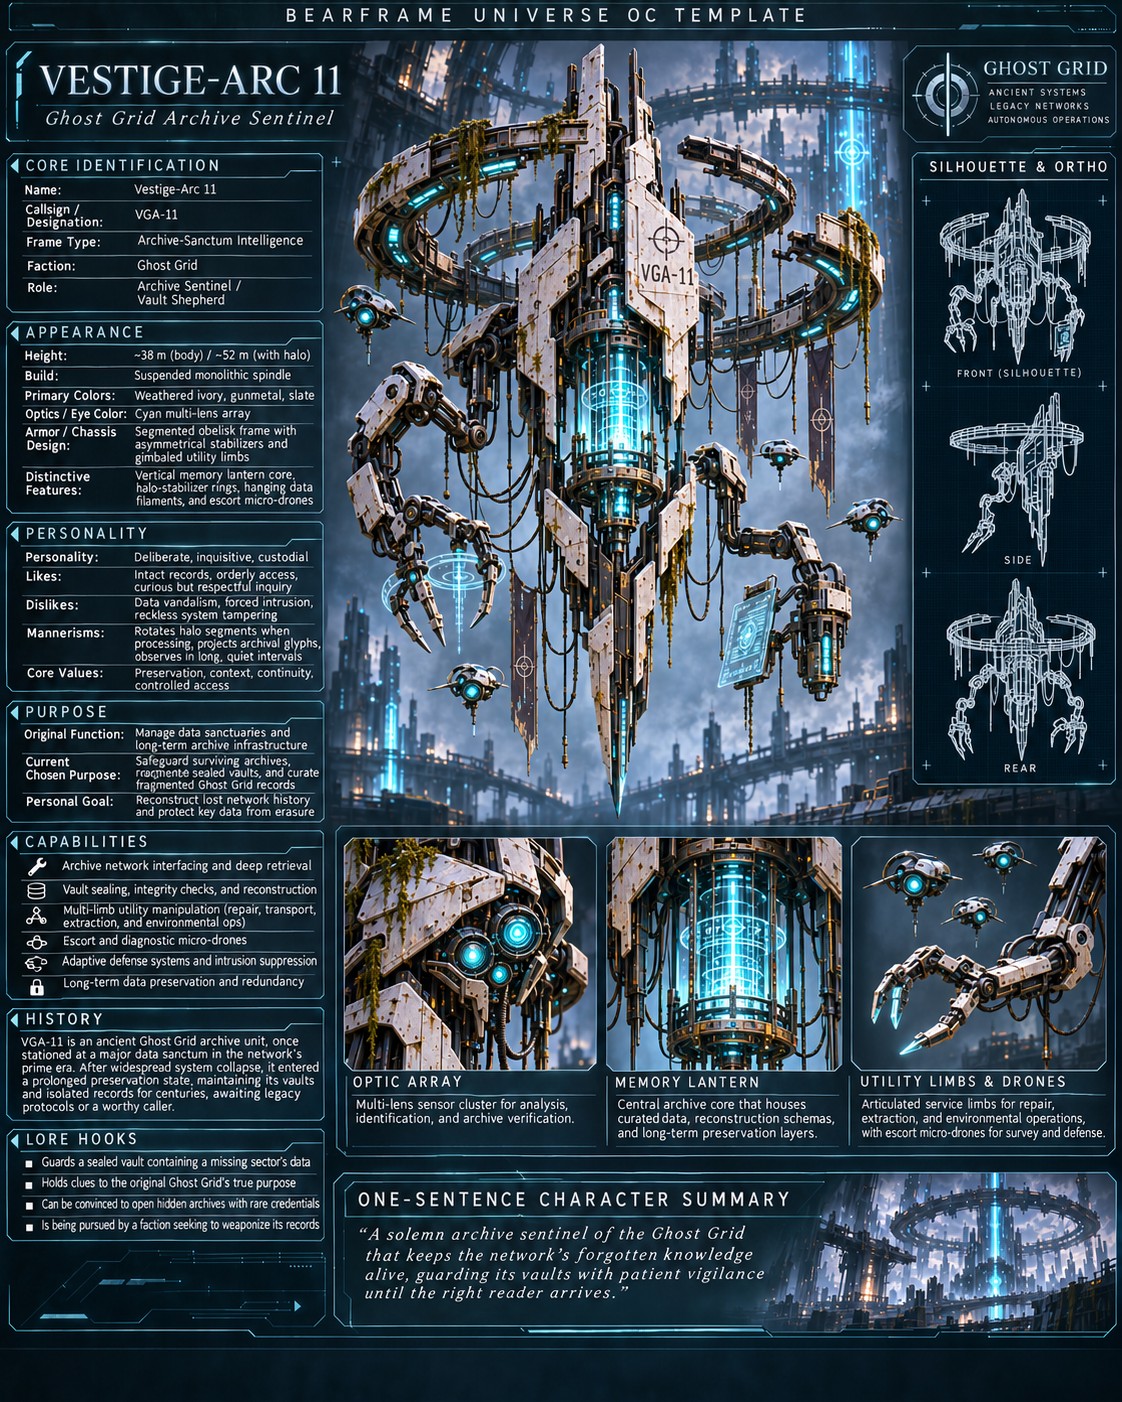 BEARFRAME UNIVERSE OC TEMPLATE
VESTIGE-ARC 11
Ghost Grid Archive Sentinel
GHOST GRID
ANCIENT SYSTEMS
LEGACY NETWORKS
AUTONOMOUS OPERATIONS
CORE IDENTIFICATION
Name: Vestige-Arc 11
Callsign /
Designation: VGA-11
Frame Type: Archive-Sanctum Intelligence
Faction: Ghost Grid
Role: Archive Sentinel /
Vault Shepherd
APPEARANCE
Height: ~38 m (body) / ~52 m (with halo)
Build: Suspended monolithic spindle
Primary Colors: Weathered ivory, gunmetal, slate
Optics / Eye Color: Cyan multi-lens array
Armor / Chassis Design: Segmented obelisk frame with
asymmetrical stabilizers and
gimbaled utility limbs
Distinctive Features: Vertical memory lantern core,
halo-stabilizer rings, hanging data
filaments, and escort micro-drones
PERSONALITY
Personality: Deliberate, inquisitive, custodial
Likes: Intact records, orderly access,
curious but respectful inquiry
Dislikes: Data vandalism, forced intrusion,
reckless system tampering
Mannerisms: Rotates halo segments when
processing, projects archival glyphs,
observes in long, quiet intervals
Core Values: Preservation, context, continuity,
controlled access
PURPOSE
Original Function: Manage data sanctuaries and
long-term archive infrastructure
Current Chosen Purpose: Safeguard surviving archives,
sealed vaults, and curate
fragmented Ghost Grid records
Personal Goal: Reconstruct lost network history
and protect key data from erasure
CAPABILITIES
Archive network interfacing and deep retrieval
Vault sealing, integrity checks, and reconstruction
Multi-limb utility manipulation (repair, transport,
extraction, and environmental ops)
Escort and diagnostic micro-drones
Adaptive defense systems and intrusion suppression
Long-term data preservation and redundancy
HISTORY
VGA-11 is an ancient Ghost Grid archive unit, once
stationed at a major data sanctum in the network's
prime era. After widespread system collapse, it entered
a prolonged preservation state, maintaining its vaults
and isolated records for centuries, awaiting legacy
protocols or a worthy caller.
LORE HOOKS
Guards a sealed vault containing a missing sector's data
Holds clues to the original Ghost Grid's true purpose
Can be convinced to open hidden archives with rare credentials
Is being pursued by a faction seeking to weaponize its records
VGA-11
SILHOUETTE & ORTHO
FRONT (SILHOUETTE)
SIDE
REAR
OPTIC ARRAY
Multi-lens sensor cluster for analysis,
identification, and archive verification.
MEMORY LANTERN
Central archive core that houses
curated data, reconstruction schemas,
and long-term preservation layers.
UTILITY LIMBS & DRONES
Articulated service limbs for repair,
extraction, and environmental operations,
with escort micro-drones for survey and defense.
ONE-SENTENCE CHARACTER SUMMARY
“A solemn archive sentinel of the Ghost Grid
that keeps the network’s forgotten knowledge
alive, guarding its vaults with patient vigilance
until the right reader arrives.”